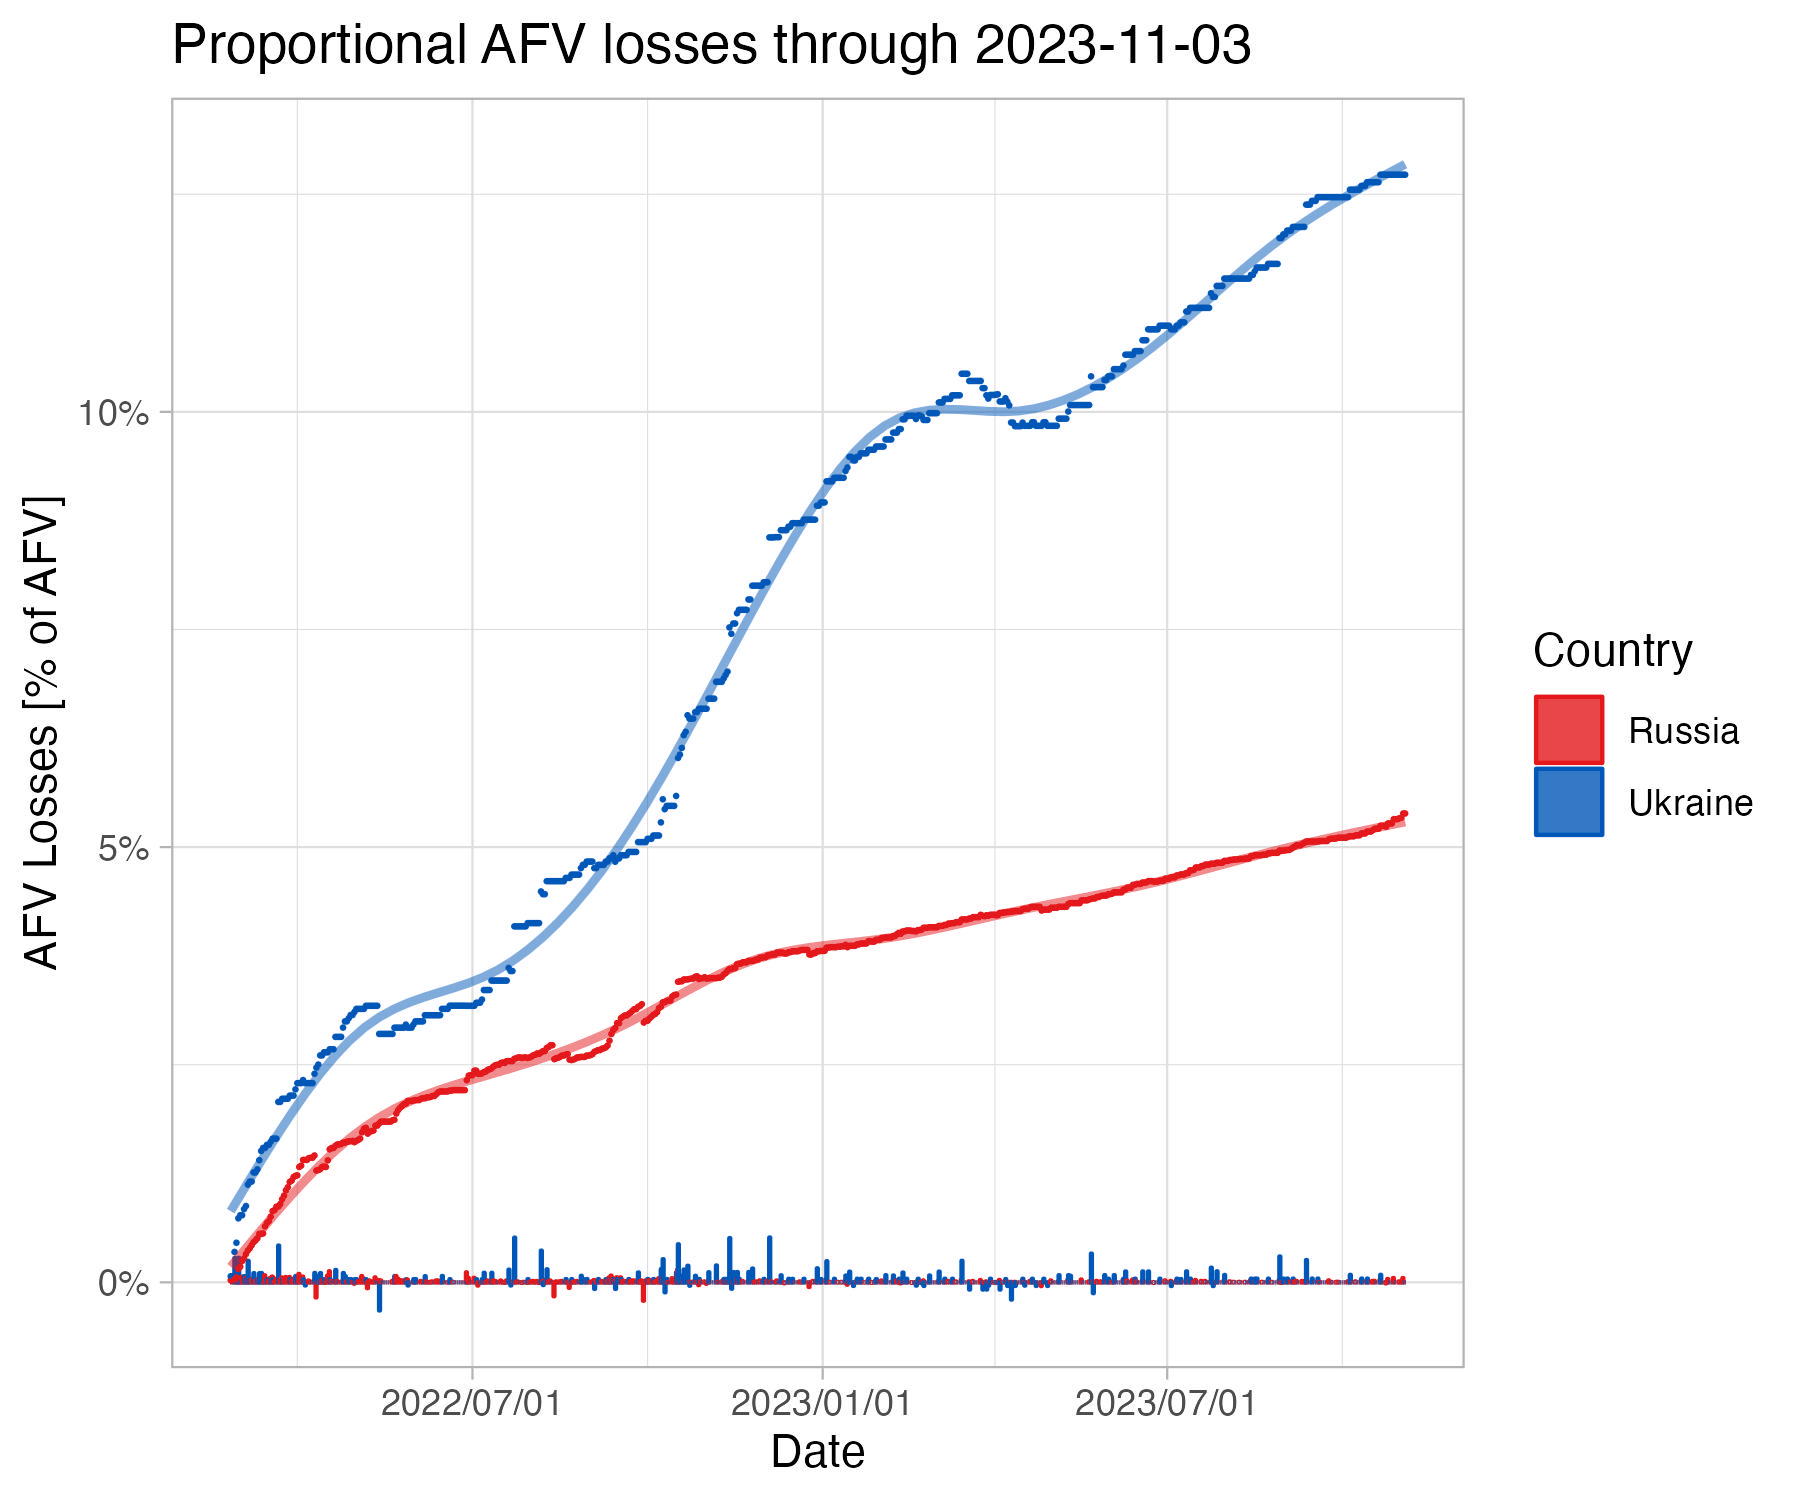 Proportional AFV losses through 2023-11-03
AFV Losses [% of AFV]
10%
5%
0%
2022/07/01
2023/01/01
2023/07/01
Date
Country
Russia
Ukraine